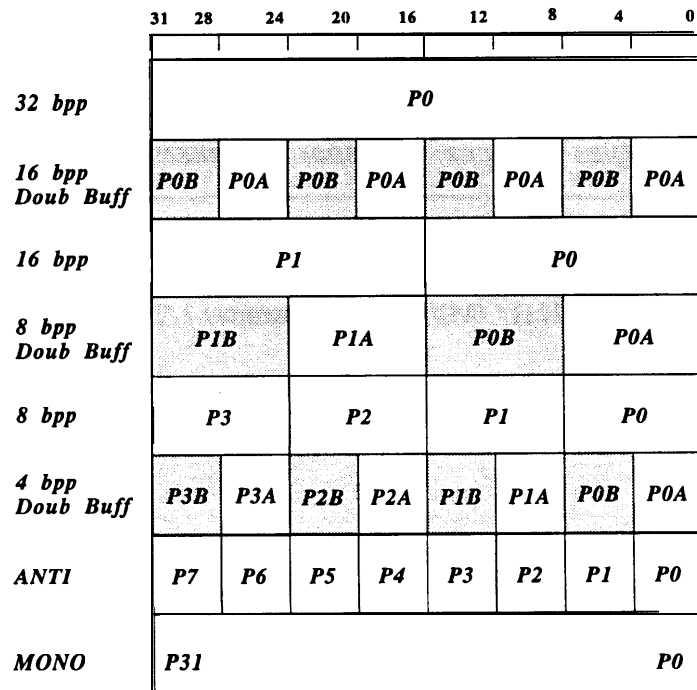 31 28 24 20 16 12 8 4 0
32 bpp P0
16 bpp
Doub Buff P0B P0A P0B P0A P0B P0A P0B P0A
16 bpp P1 P0
8 bpp
Doub Buff P1B P1A P0B P0A
8 bpp P3 P2 P1 P0
4 bpp
Doub Buff P3B P3A P2B P2A P1B P1A P0B P0A
ANTI P7 P6 P5 P4 P3 P2 P1 P0
MONO P31 P0